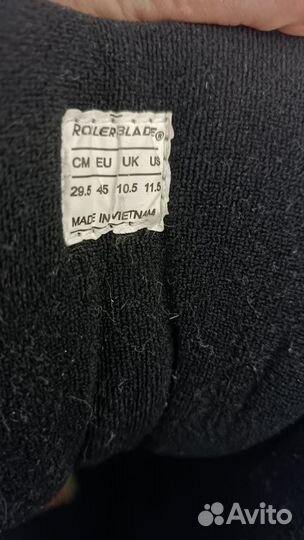 ROLLERBLADE®
CM EU UK US
29.5 45 10.5 11.5
MADE IN VIETNAM
Avito